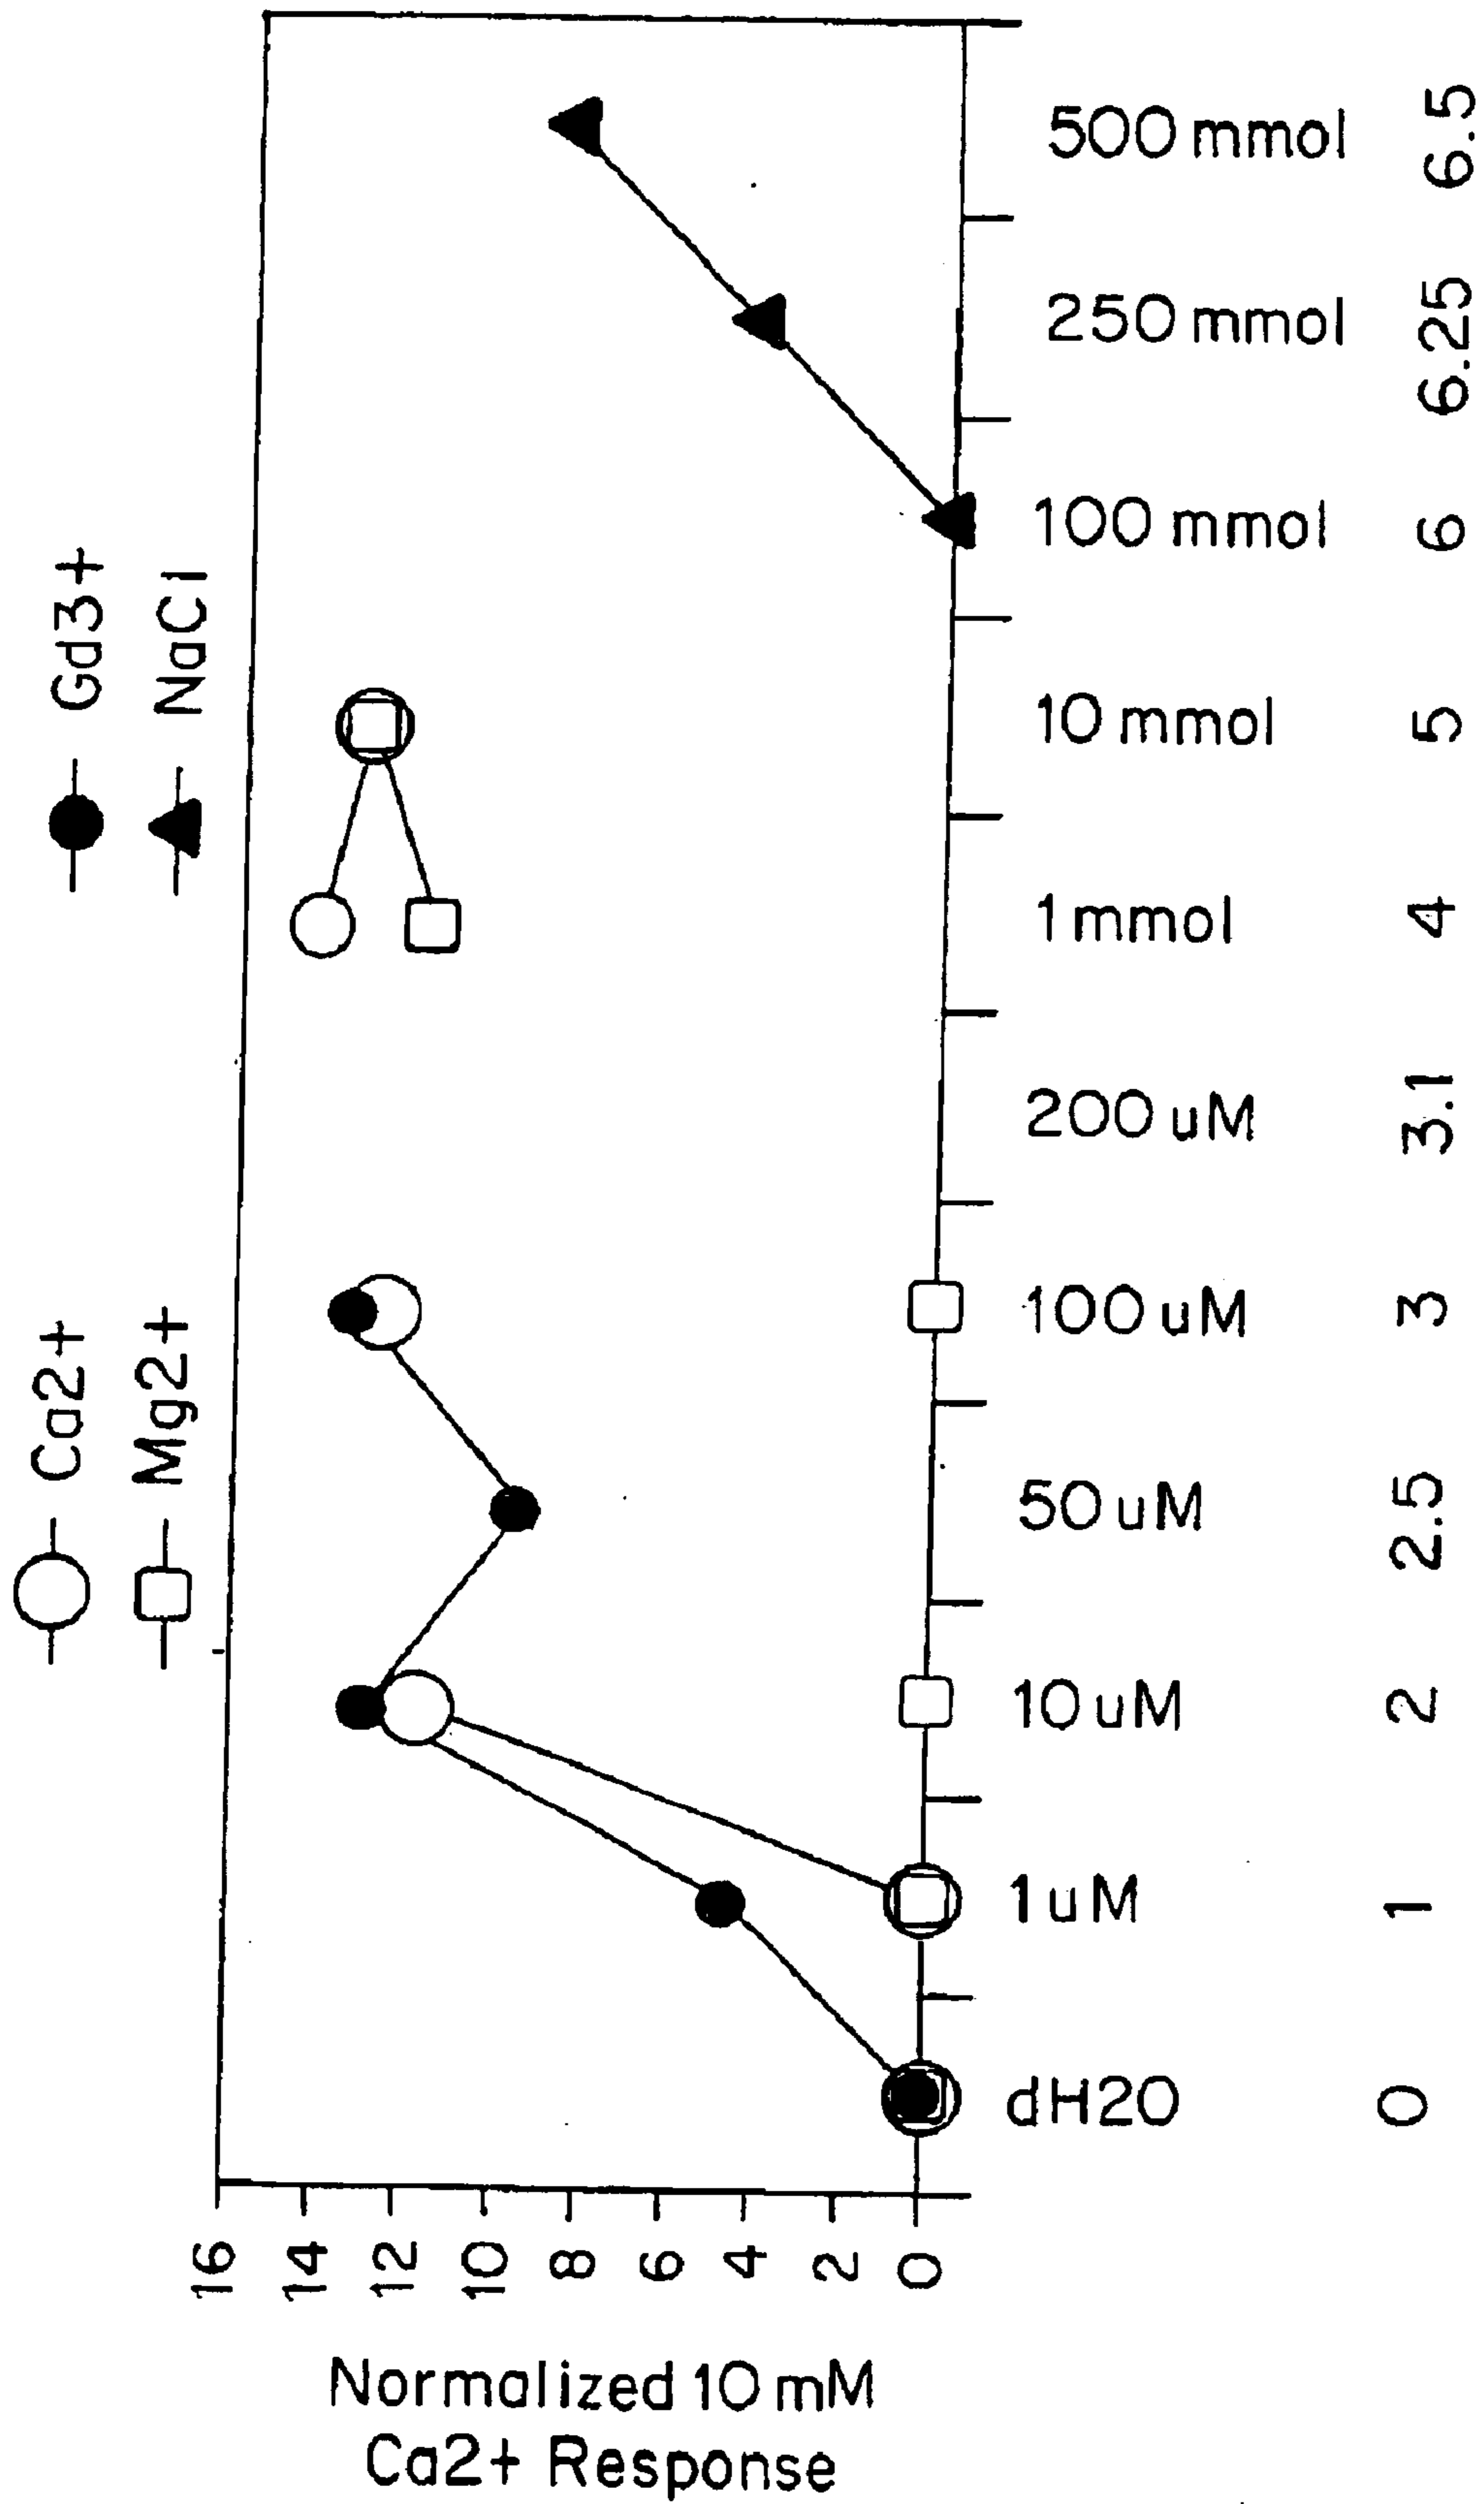 Ca2+
Gd3+
Mg2+
NaCl
16
14
12
10
8
6
4
2
0
Normalized 10 mM
Ca2+ Response
dH2O
1 uM
10 uM
50 uM
100 uM
200 uM
1 mmol
10 mmol
100 mmol
250 mmol
500 mmol
0
1
2
2.5
3
3.1
4
5
6
6.25
6.5